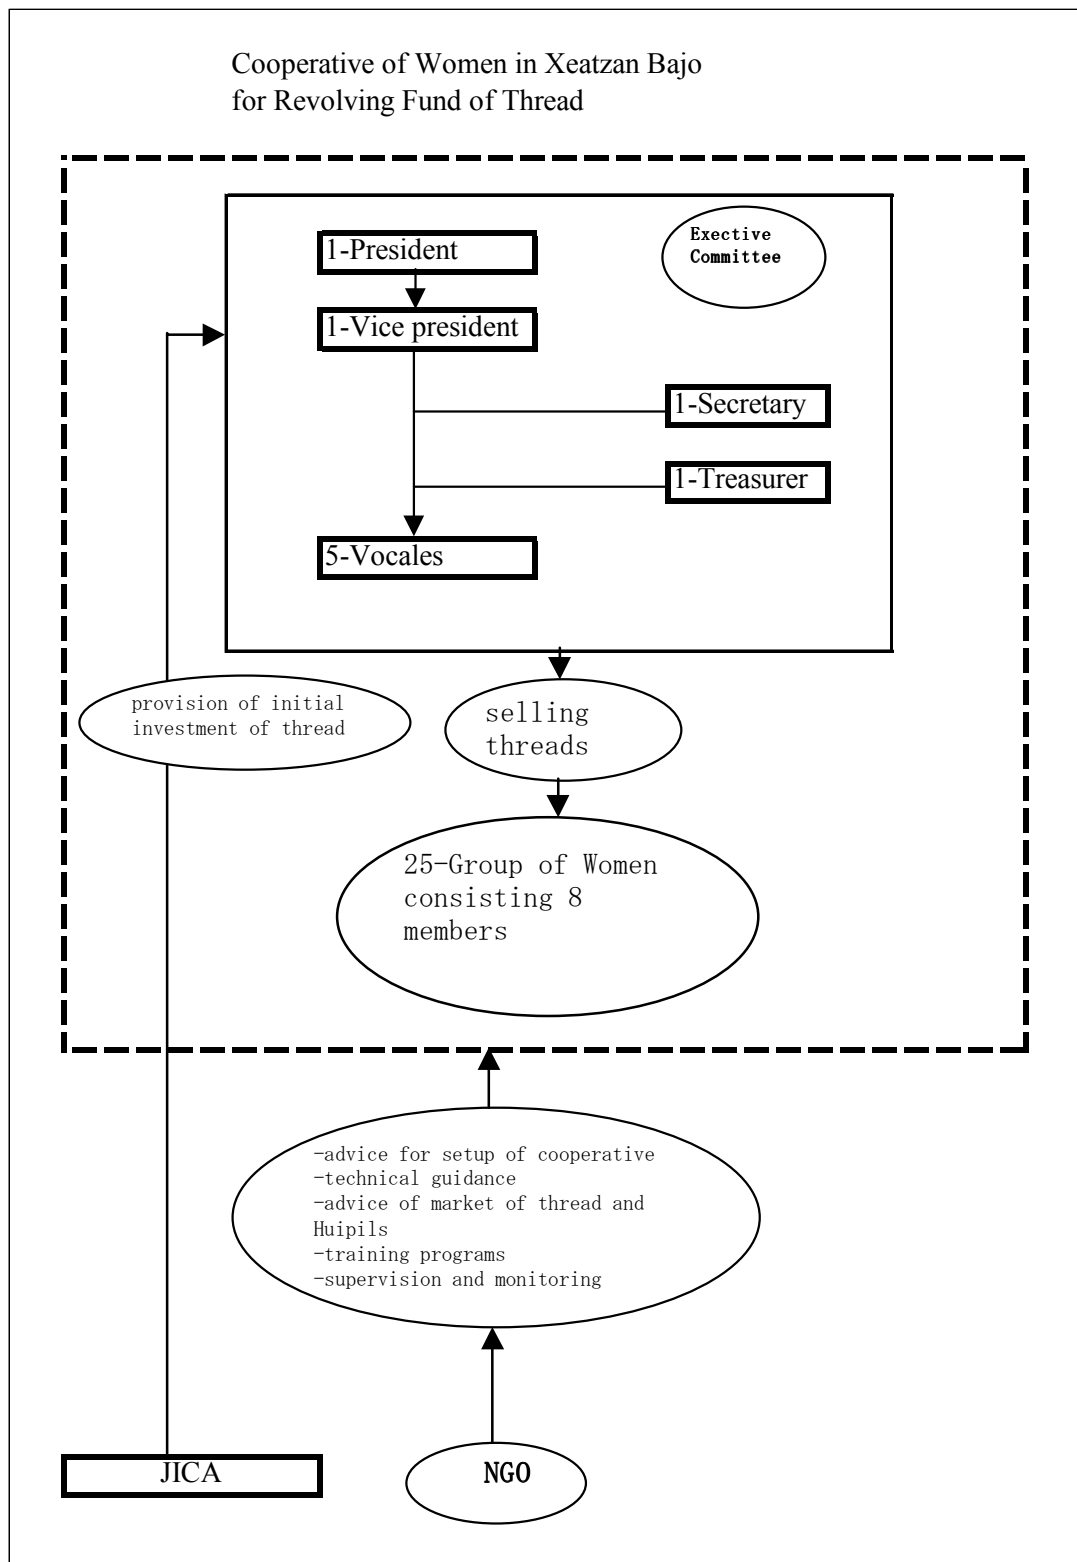 Cooperative of Women in Xeatzan Bajo
for Revolving Fund of Thread
Exective
Committee
1-President
1-Vice president
1-Secretary
1-Treasurer
5-Vocales
provision of initial
investment of thread
selling
threads
25-Group of Women
consisting 8
members
-advice for setup of cooperative
-technical guidance
-advice of market of thread and
Huipils
-training programs
-supervision and monitoring
JICA
NGO